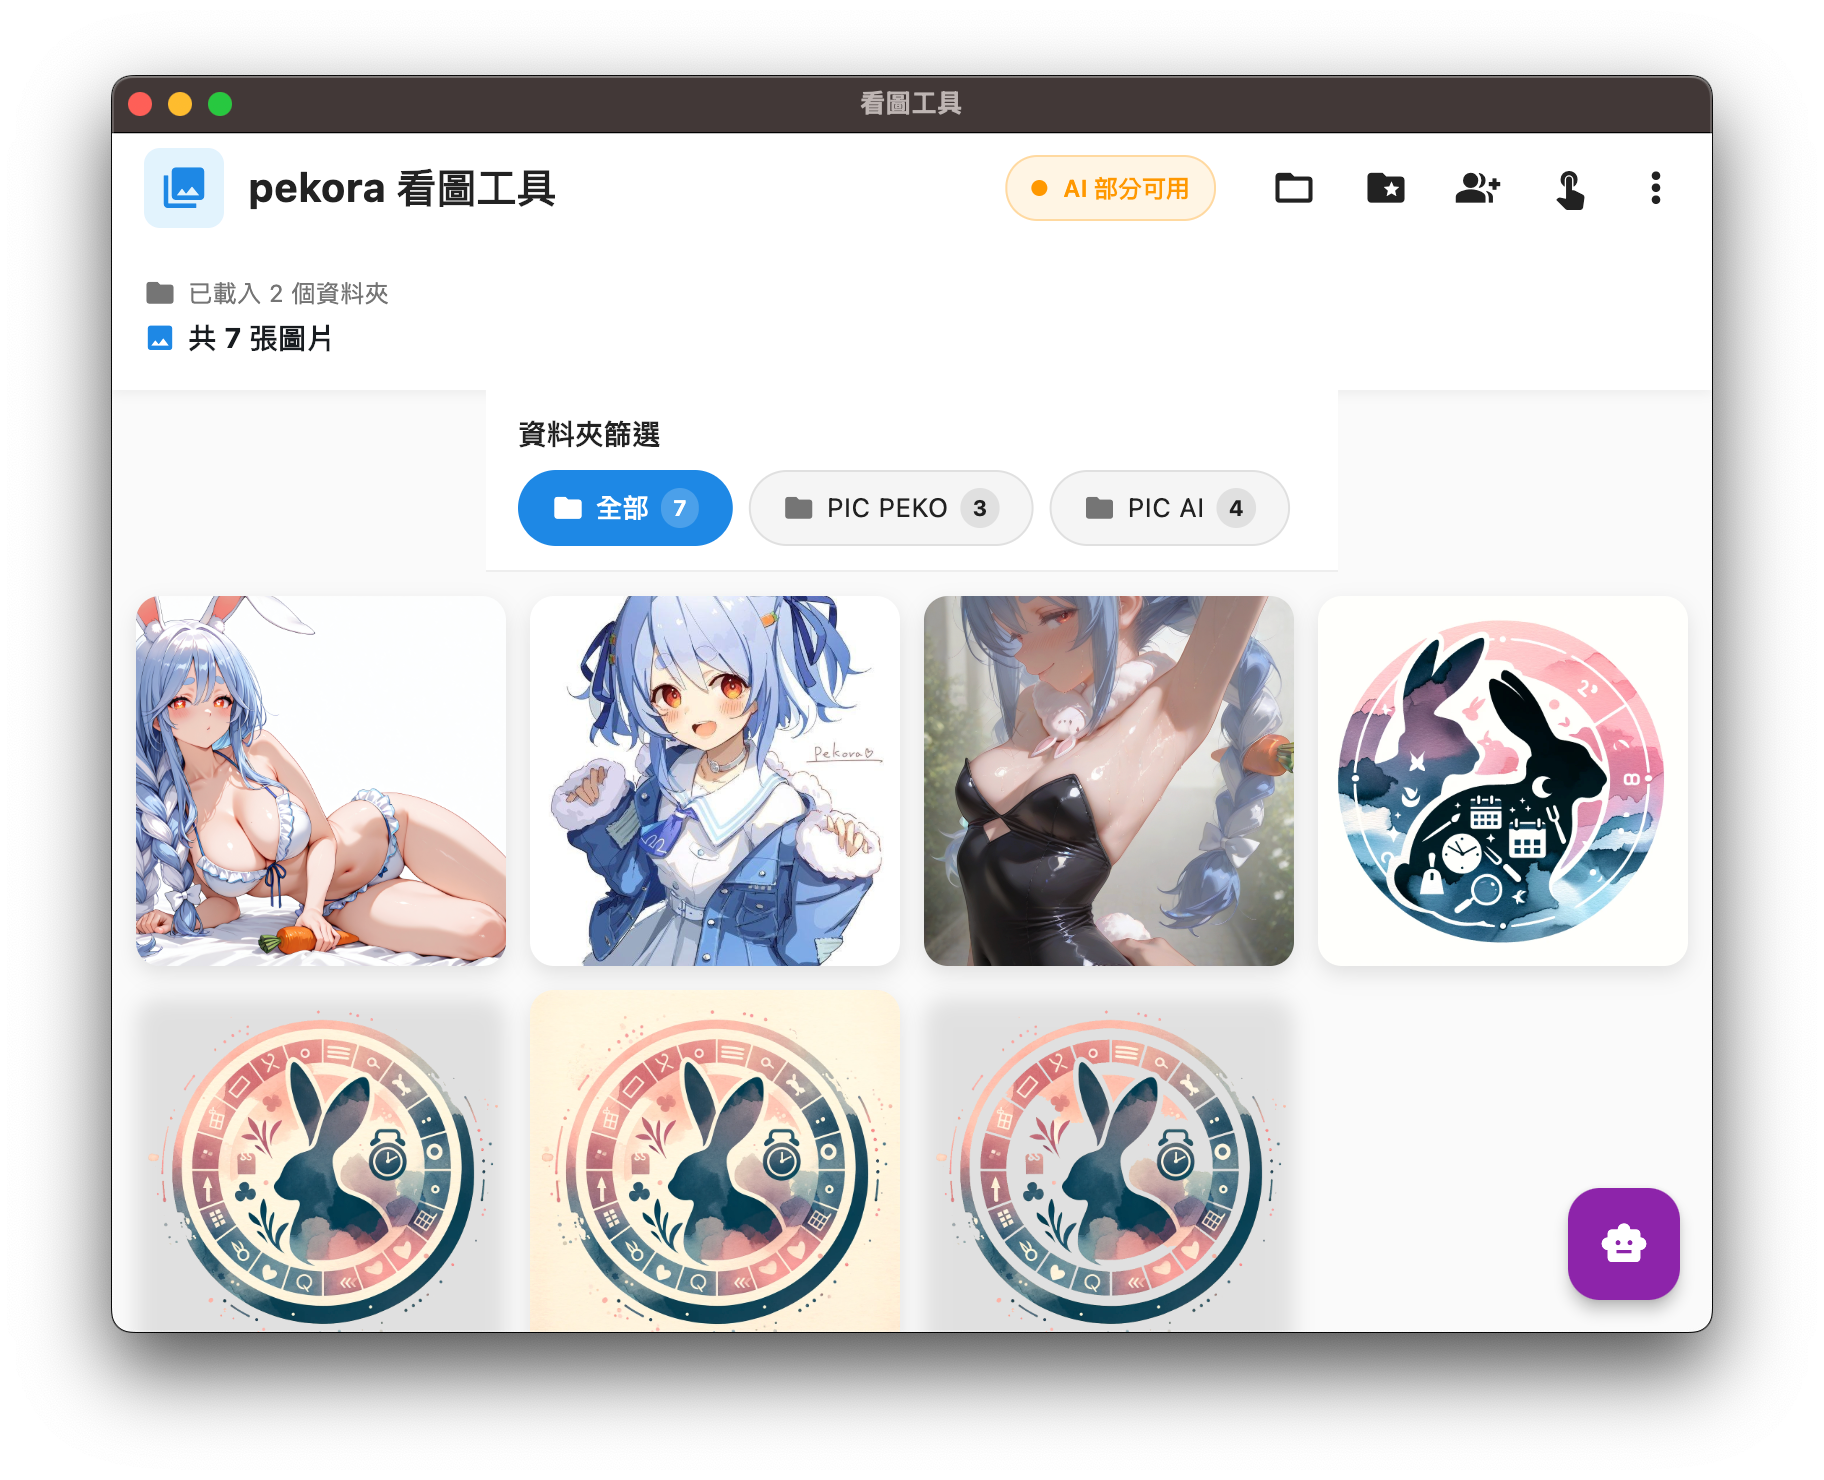 看圖工具
pekora 看圖工具
AI 部分可用
已載入 2 個資料夾
共 7 張圖片
資料夾篩選
全部 7
PIC PEKO 3
PIC AI 4
pekora♡